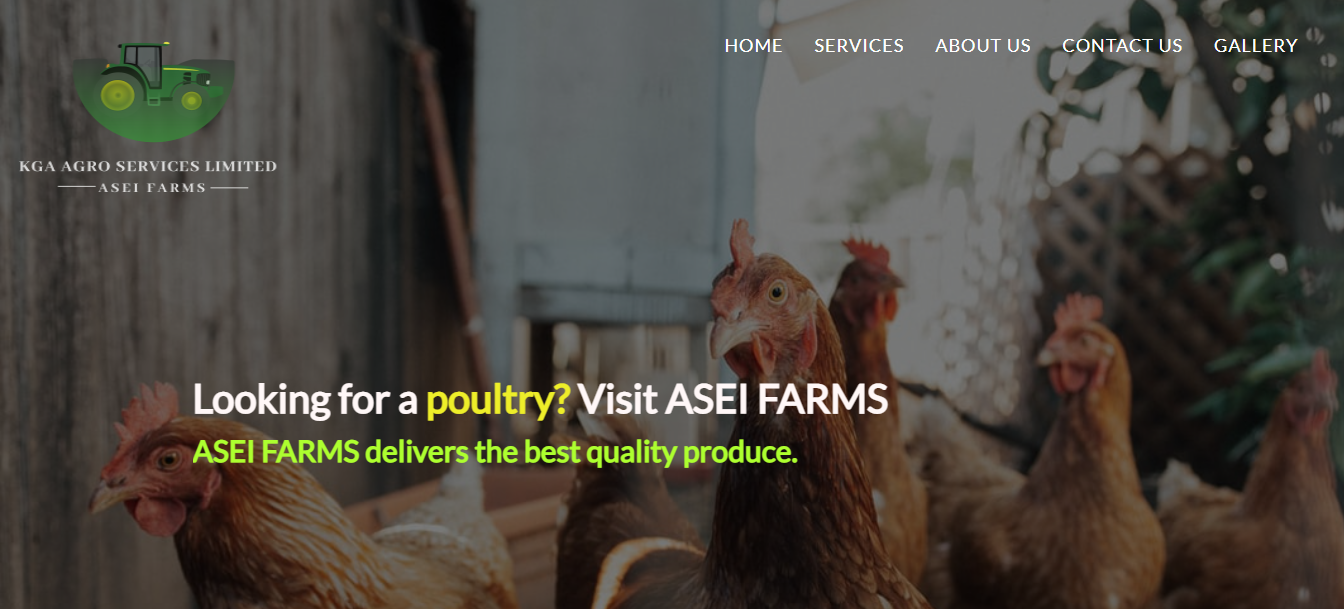 HOME SERVICES ABOUT US CONTACT US GALLERY
KGA AGRO SERVICES LIMITED
ASEI FARMS
Looking for a poultry? Visit ASEI FARMS
ASEI FARMS delivers the best quality produce.